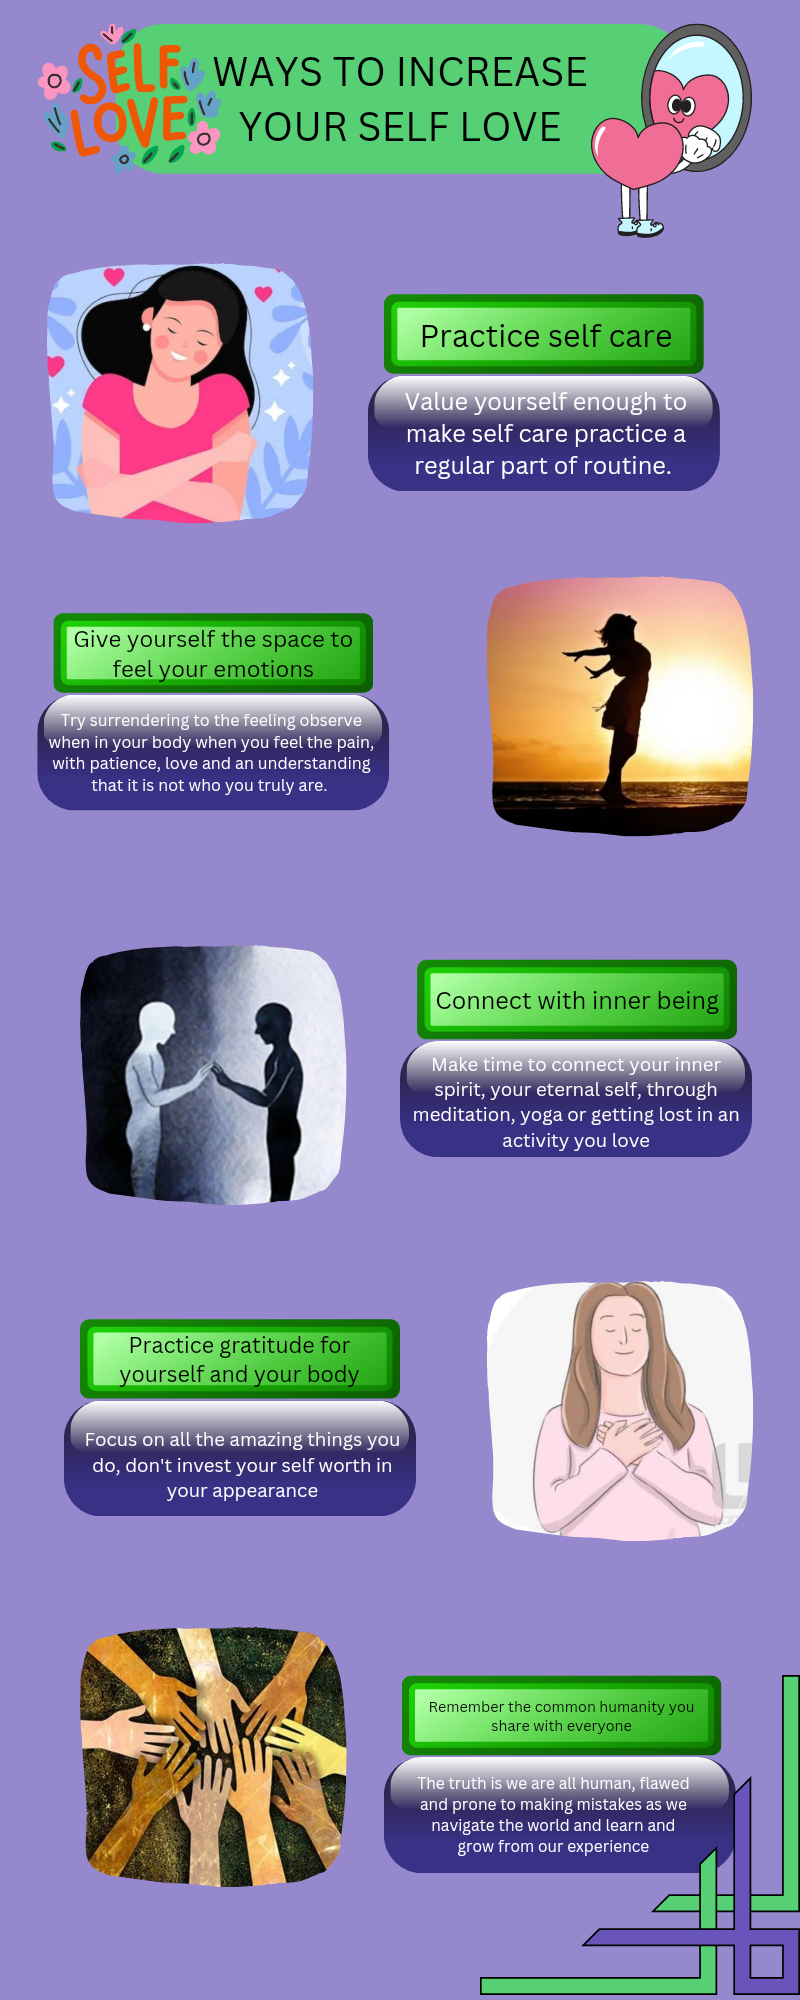 SELF
LOVE
WAYS TO INCREASE
YOUR SELF LOVE
Practice self care
Value yourself enough to
make self care practice a
regular part of routine.
Give yourself the space to
feel your emotions
Try surrendering to the feeling observe
when in your body when you feel the pain,
with patience, love and an understanding
that it is not who you truly are.
Connect with inner being
Make time to connect your inner
spirit, your eternal self, through
meditation, yoga or getting lost in an
activity you love
Practice gratitude for
yourself and your body
Focus on all the amazing things you
do, don't invest your self worth in
your appearance
Remember the common humanity you
share with everyone
The truth is we are all human, flawed
and prone to making mistakes as we
navigate the world and learn and
grow from our experience